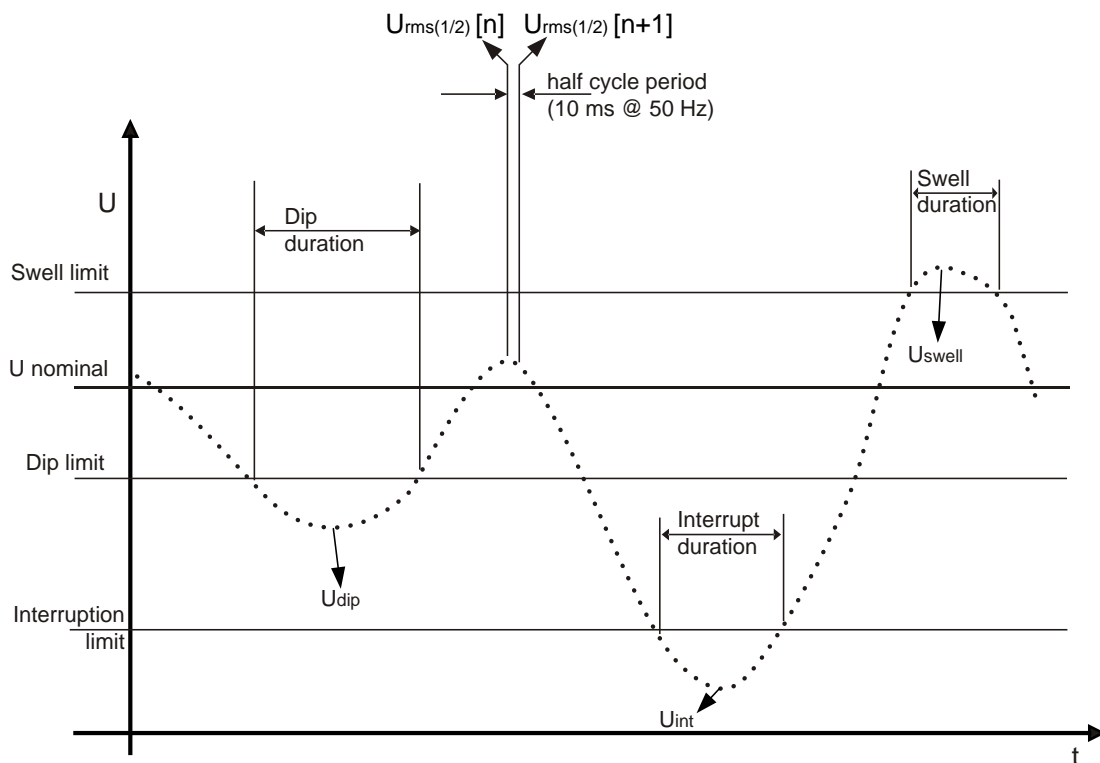 Urms(1/2) [n] Urms(1/2) [n+1]
half cycle period
(10 ms @ 50 Hz)
U
Dip
duration
Swell
duration
Swell limit
Uswell
U nominal
Dip limit
Interrupt
duration
Udip
Interruption
limit
Uint
t